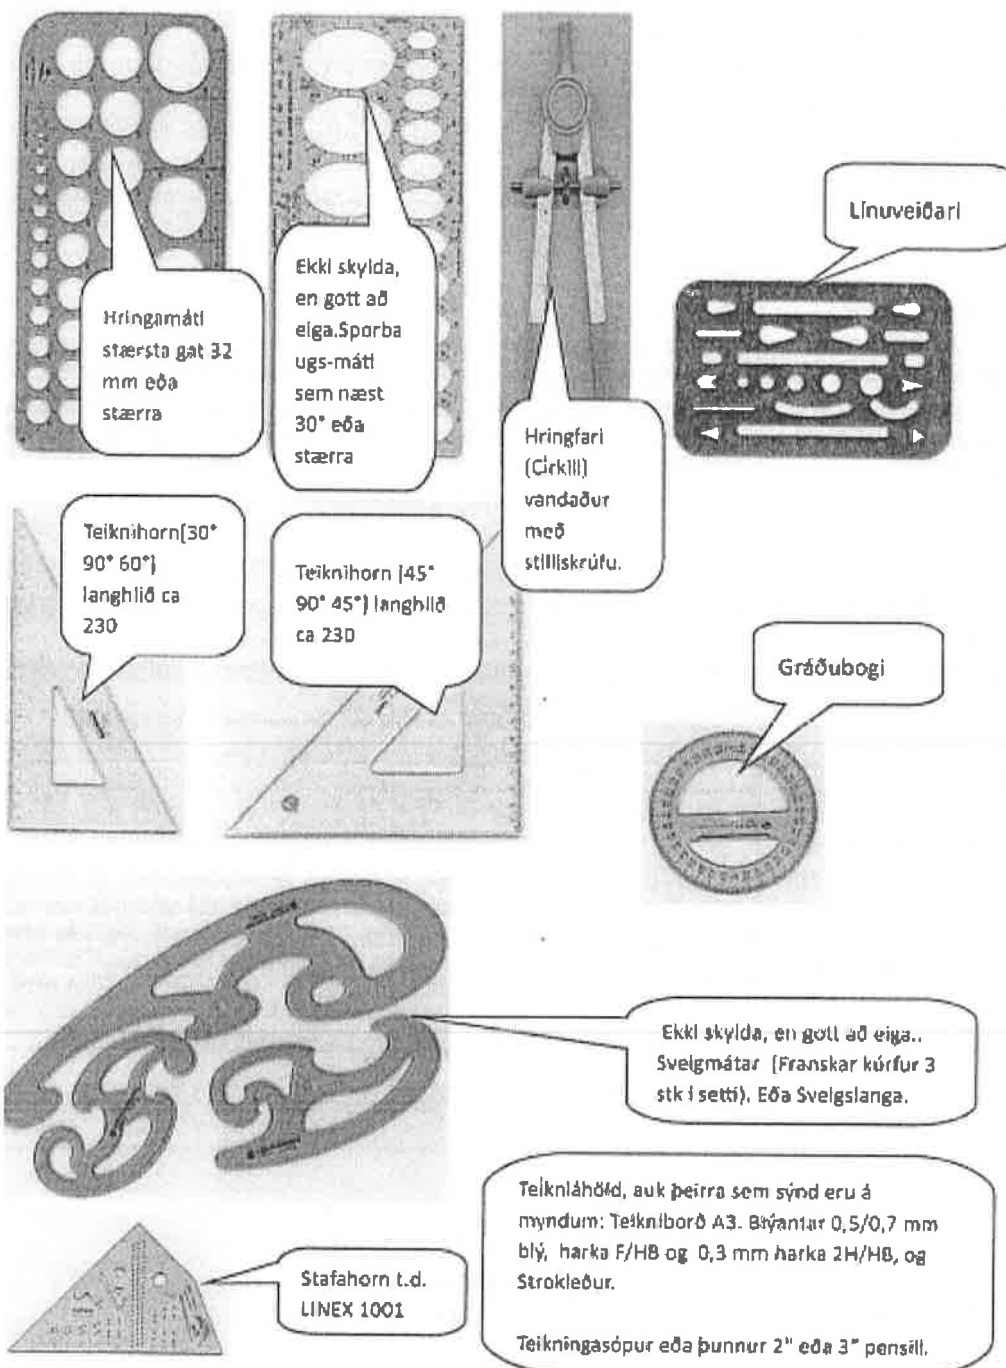 Hringamáti
stærsta gat 32
mm eða
stærra
Ekki skylda,
en gott að
eiga.Sporba
ugs-máti
sem næst
30° eða
stærra
Hringfari
(Cirkill)
vandaður
með
stilliskrúfu.
Línuveiðari
Teiknihorn(30°
90° 60°)
langhlið ca
230
Teiknihorn (45°
90° 45°) langhlið
ca 230
Gráðubogi
Ekki skylda, en gott að eiga..
Sveigmátar (Franskar kúrfur 3
stk í setti). Eða Sveigslanga.
Stafahorn t.d.
LINEX 1001
Teikniáhöld, auk þeirra sem sýnd eru á
myndum: Teikniborð A3. Blýantar 0,5/0,7 mm
blý, harka F/HB og 0,3 mm harka 2H/HB, og
Strokleður.
Teikningasópur eða þunnur 2" eða 3" pensill.